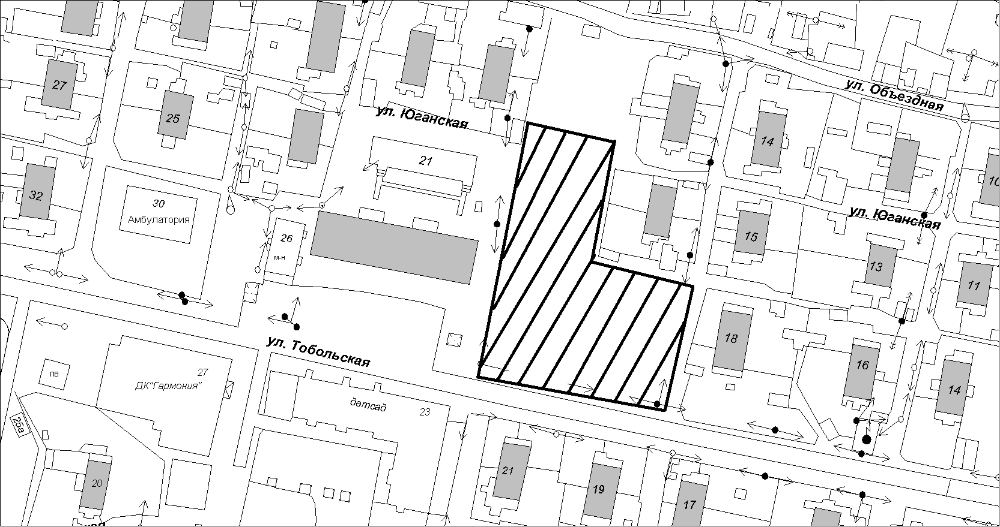 27
25
ул. Юганская
21
ул. Объездная
14
10
32
30
Амбулатория
26
м-н
ул. Юганская
15
13
11
18
16
14
ул. Тобольская
пв
27
ДК"Гармония"
детсад
23
25а
20
21
19
17